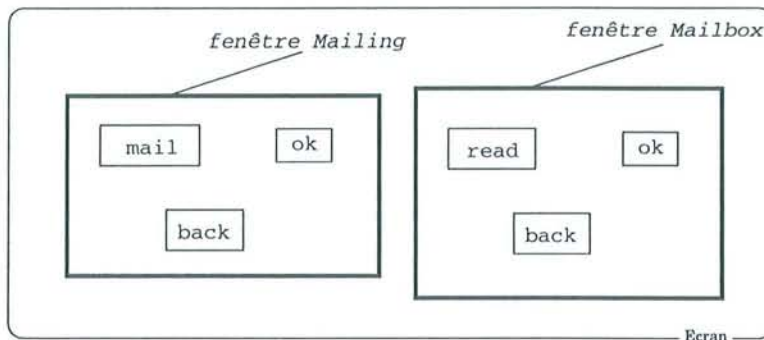 fenêtre Mailing
fenêtre Mailbox
mail
ok
back
read
ok
back
Ecran